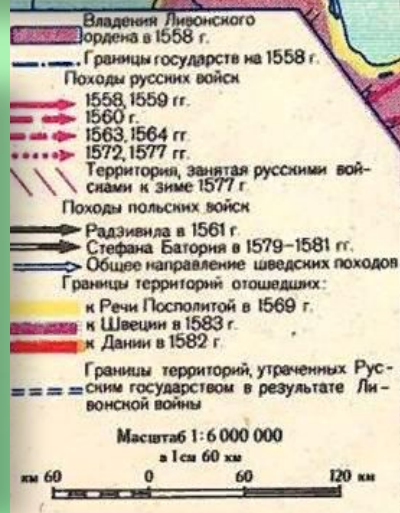 Владения Ливонского
ордена в 1558 г.
Границы государств на 1558 г.
Походы русских войск
1558, 1559 гг.
1560 г.
1563, 1564 гг.
1572, 1577 гг.
Территория, занятая русскими вой-
сками к зиме 1577 г
Походы польских войск
Радзивила в 1561 г.
Стефана Батория в 1579–1581 гг.
Общее направление шведских походов
Границы территорий отошедших:
к Речи Посполитой в 1569 г.
к Швеции в 1583 г.
к Дании в 1582 г.
Границы территорий, утраченных Рус-
ским государством в результате Ли-
вонской войны
Масштаб 1:6 000 000
в 1 см 60 км
км 60 0 60 120 км